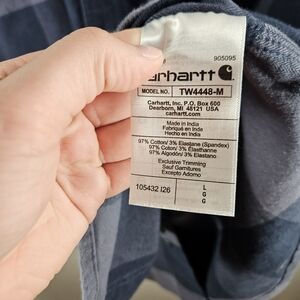 905095
carhartt
MODEL NO. TW4448-M
Carhartt, Inc. P.O. Box 600
Dearborn, MI 48121 USA
carhartt.com
Made in India
Fabriqué en Inde
Hecho en India
97% Cotton/ 3% Elastane (Spandex)
97% Coton/ 3% Elasthanne
97% Algodón/ 3% Elastano
Exclusive Trimming
Sauf Garnitures
Excepto Adorno
105432 I26
L
G
G